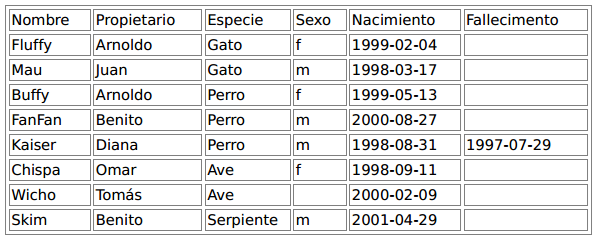 Nombre Propietario Especie Sexo Nacimiento Fallecimento
Fluffy Arnoldo Gato f 1999-02-04
Mau Juan Gato m 1998-03-17
Buffy Arnoldo Perro f 1999-05-13
FanFan Benito Perro m 2000-08-27
Kaiser Diana Perro m 1998-08-31 1997-07-29
Chispa Omar Ave f 1998-09-11
Wicho Tomás Ave 2000-02-09
Skim Benito Serpiente m 2001-04-29